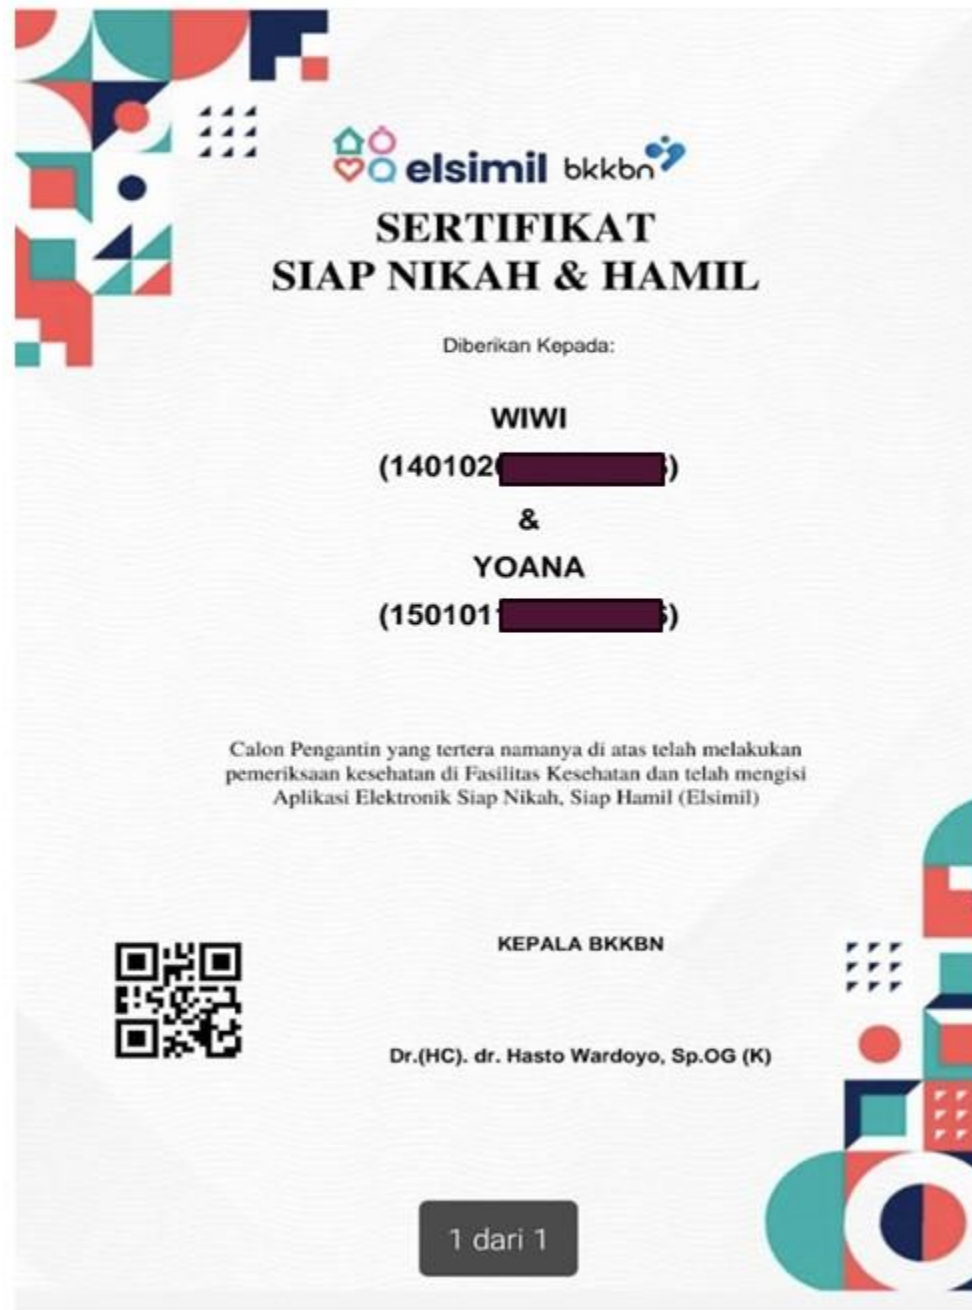 elsimil bkkbn
SERTIFIKAT
SIAP NIKAH & HAMIL
Diberikan Kepada:
WIWI
(140102
&
YOANA
(150101
Calon Pengantin yang tertera namanya di atas telah melakukan
pemeriksaan kesehatan di Fasilitas Kesehatan dan telah mengisi
Aplikasi Elektronik Siap Nikah, Siap Hamil (Elsimil)
KEPALA BKKBN
Dr.(HC). dr. Hasto Wardoyo, Sp.OG (K)
1 dari 1